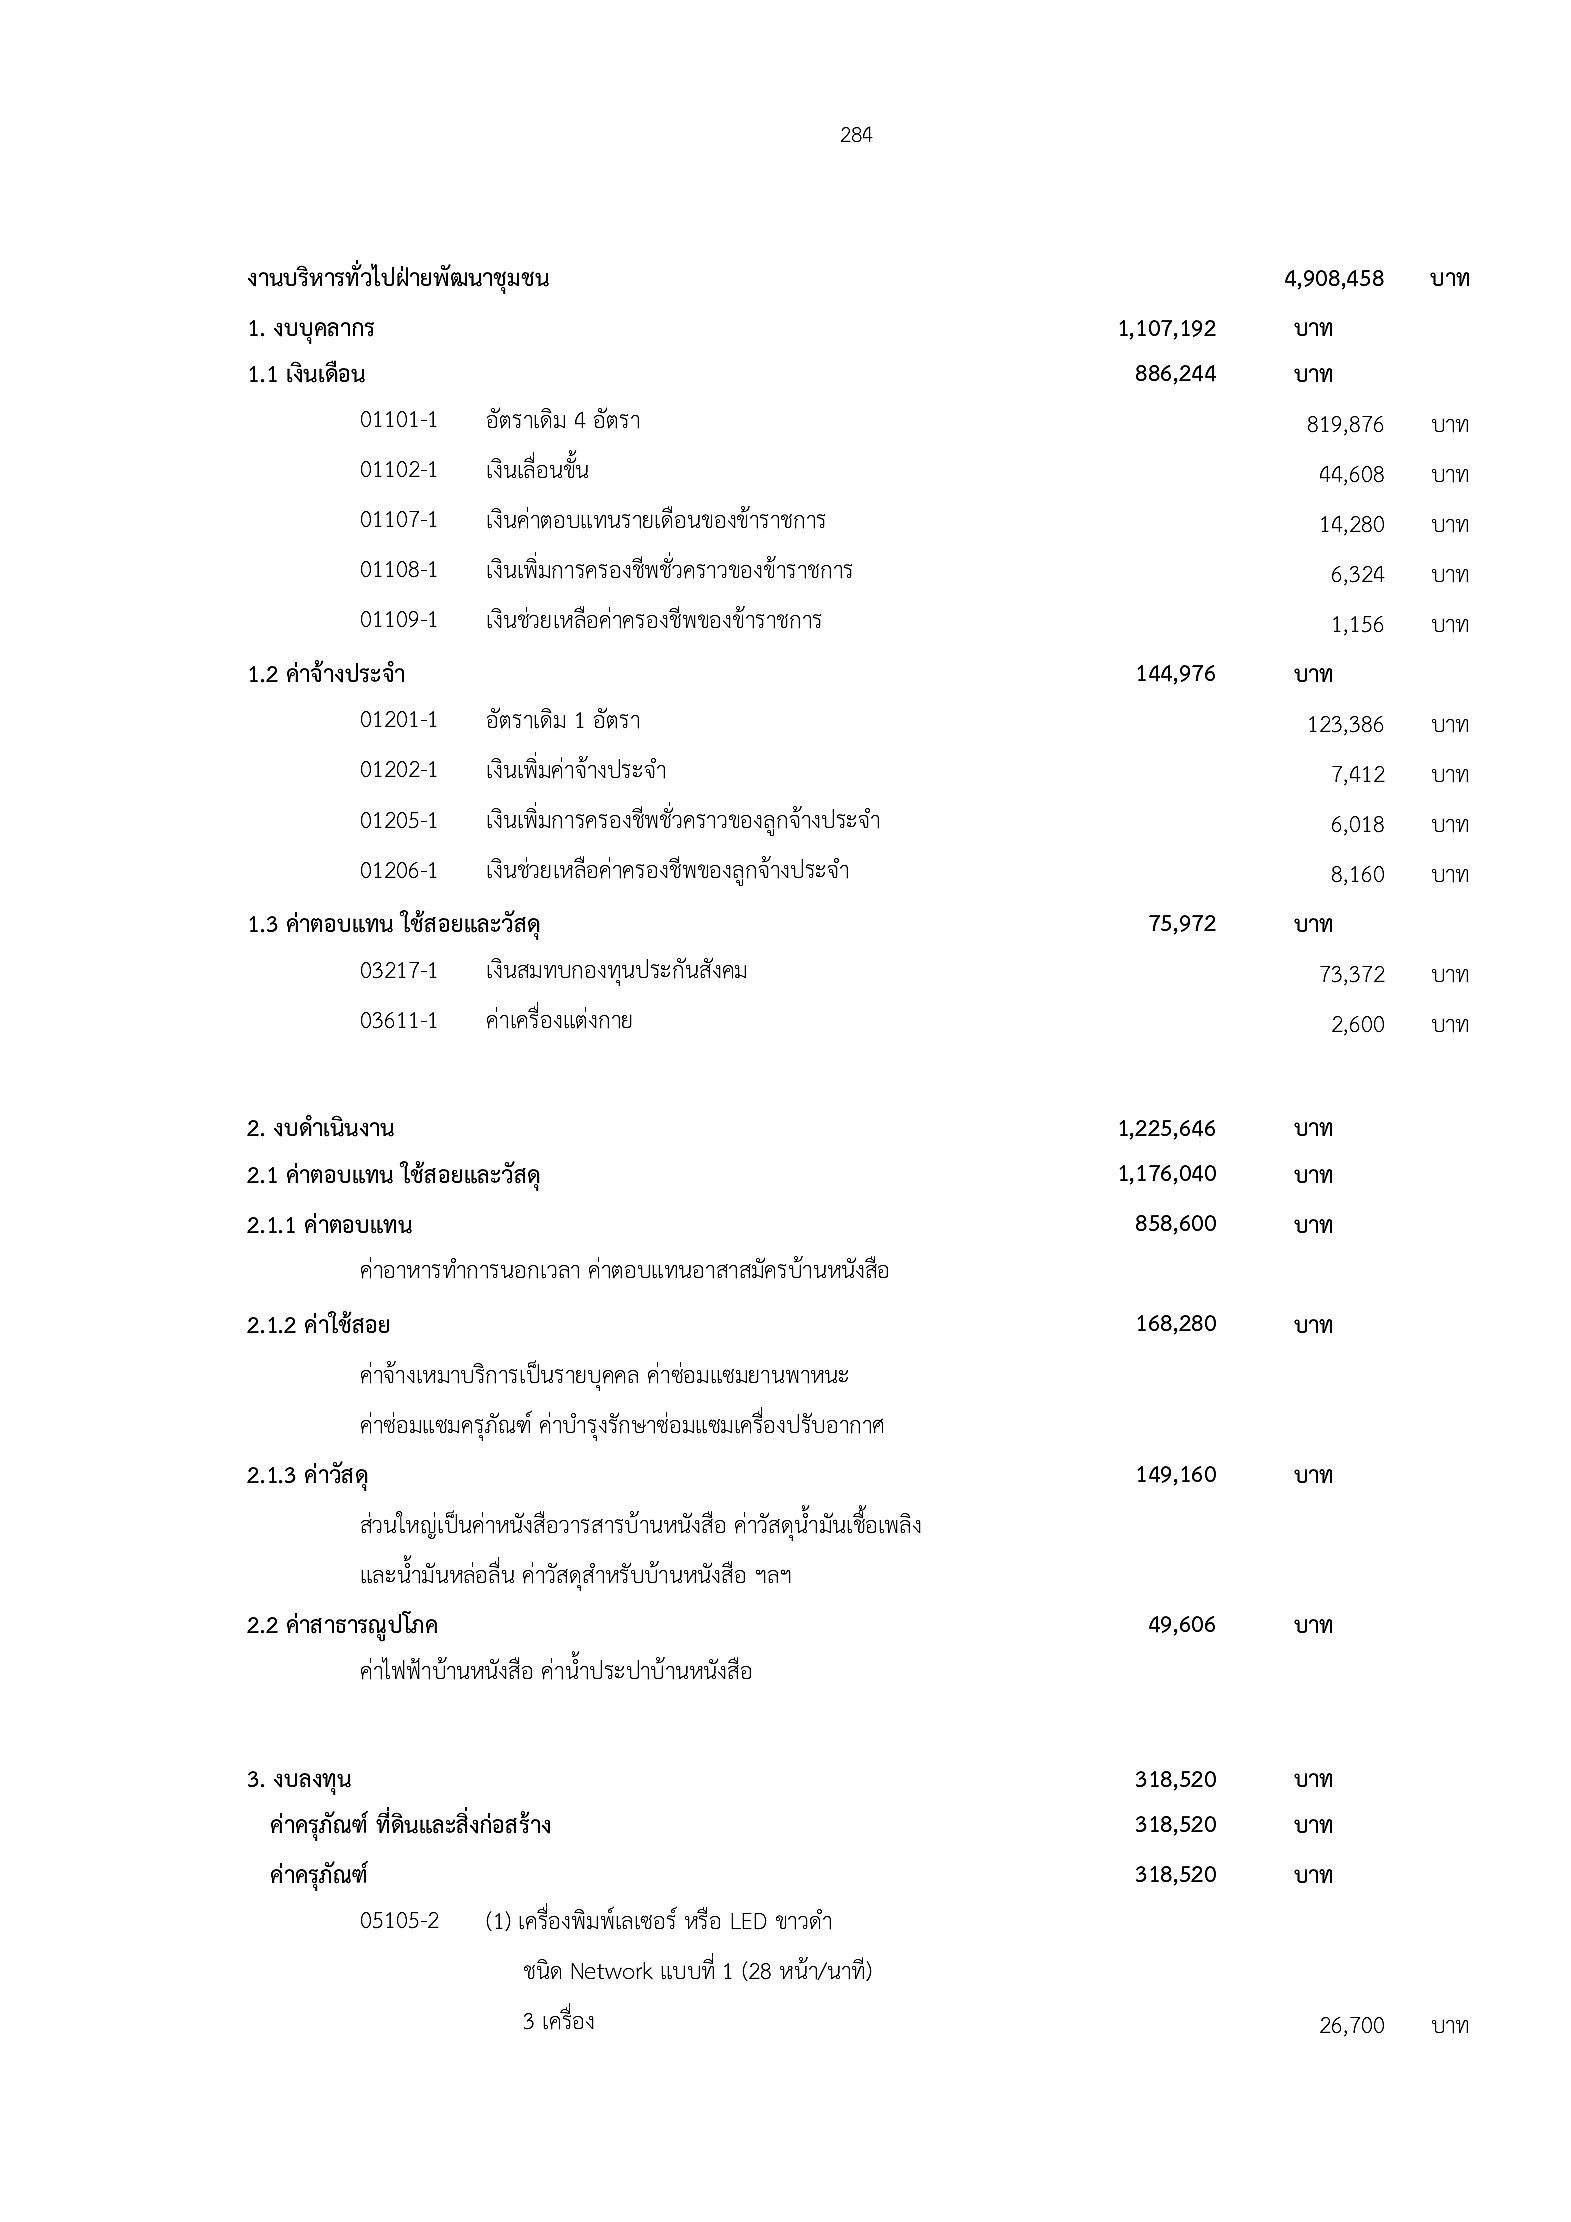 284
งานบริหารทั่วไปฝ่ายพัฒนาชุมชน 4,908,458 บาท
1. งบบุคลากร 1,107,192 บาท
1.1 เงินเดือน 886,244 บาท
01101-1 อัตราเดิม 4 อัตรา 819,876 บาท
01102-1 เงินเลื่อนขั้น 44,608 บาท
01107-1 เงินค่าตอบแทนรายเดือนของข้าราชการ 14,280 บาท
01108-1 เงินเพิ่มการครองชีพชั่วคราวของข้าราชการ 6,324 บาท
01109-1 เงินช่วยเหลือค่าครองชีพของข้าราชการ 1,156 บาท
1.2 ค่าจ้างประจำ 144,976 บาท
01201-1 อัตราเดิม 1 อัตรา 123,386 บาท
01202-1 เงินเพิ่มค่าจ้างประจำ 7,412 บาท
01205-1 เงินเพิ่มการครองชีพชั่วคราวของลูกจ้างประจำ 6,018 บาท
01206-1 เงินช่วยเหลือค่าครองชีพของลูกจ้างประจำ 8,160 บาท
1.3 ค่าตอบแทน ใช้สอยและวัสดุ 75,972 บาท
03217-1 เงินสมทบกองทุนประกันสังคม 73,372 บาท
03611-1 ค่าเครื่องแต่งกาย 2,600 บาท
2. งบดำเนินงาน 1,225,646 บาท
2.1 ค่าตอบแทน ใช้สอยและวัสดุ 1,176,040 บาท
2.1.1 ค่าตอบแทน 858,600 บาท
ค่าอาหารทำการนอกเวลา ค่าตอบแทนอาสาสมัครบ้านหนังสือ
2.1.2 ค่าใช้สอย 168,280 บาท
ค่าจ้างเหมาบริการเป็นรายบุคคล ค่าซ่อมแซมยานพาหนะ
ค่าซ่อมแซมครุภัณฑ์ ค่าบำรุงรักษาซ่อมแซมเครื่องปรับอากาศ
2.1.3 ค่าวัสดุ 149,160 บาท
ส่วนใหญ่เป็นค่าหนังสือวารสารบ้านหนังสือ ค่าวัสดุน้ำมันเชื้อเพลิง
และน้ำมันหล่อลื่น ค่าวัสดุสำหรับบ้านหนังสือ ฯลฯ
2.2 ค่าสาธารณูปโภค 49,606 บาท
ค่าไฟฟ้าบ้านหนังสือ ค่าน้ำประปาบ้านหนังสือ
3. งบลงทุน 318,520 บาท
ค่าครุภัณฑ์ ที่ดินและสิ่งก่อสร้าง 318,520 บาท
ค่าครุภัณฑ์ 318,520 บาท
05105-2 (1) เครื่องพิมพ์เลเซอร์ หรือ LED ขาวดำ
ชนิด Network แบบที่ 1 (28 หน้า/นาที)
3 เครื่อง 26,700 บาท